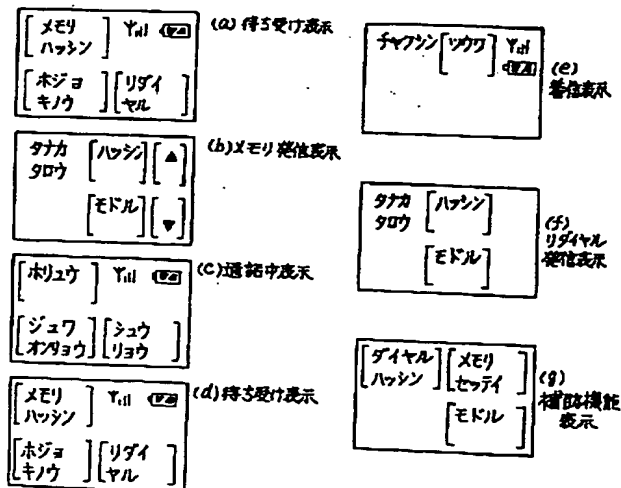 メモリ
ハッシン
ホジョ
キノウ
リダイ
ヤル
(a) 待ち受け表示
タナカ
タロウ
ハッシン
▲
モドル
▼
(b)メモリ発信表示
ホリュウ
ジュワ
オンリョウ
シュウ
リョウ
(c)通話中表示
メモリ
ハッシン
ホジョ
キノウ
リダイ
ヤル
(d)待ち受け表示
チャクシン ツウワ
(e)
着信表示
タナカ
タロウ
ハッシン
モドル
(f)
リダイヤル
発信表示
ダイヤル
ハッシン
メモリ
セッテイ
モドル
(g)
補助機能
表示